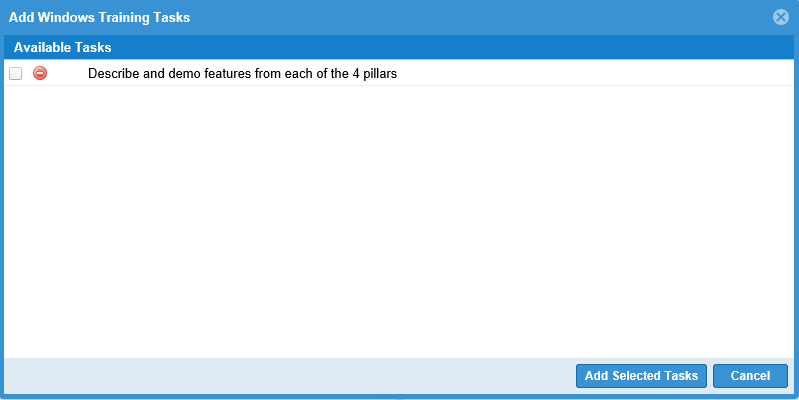 Add Windows Training Tasks
Available Tasks
Describe and demo features from each of the 4 pillars
Add Selected Tasks
Cancel